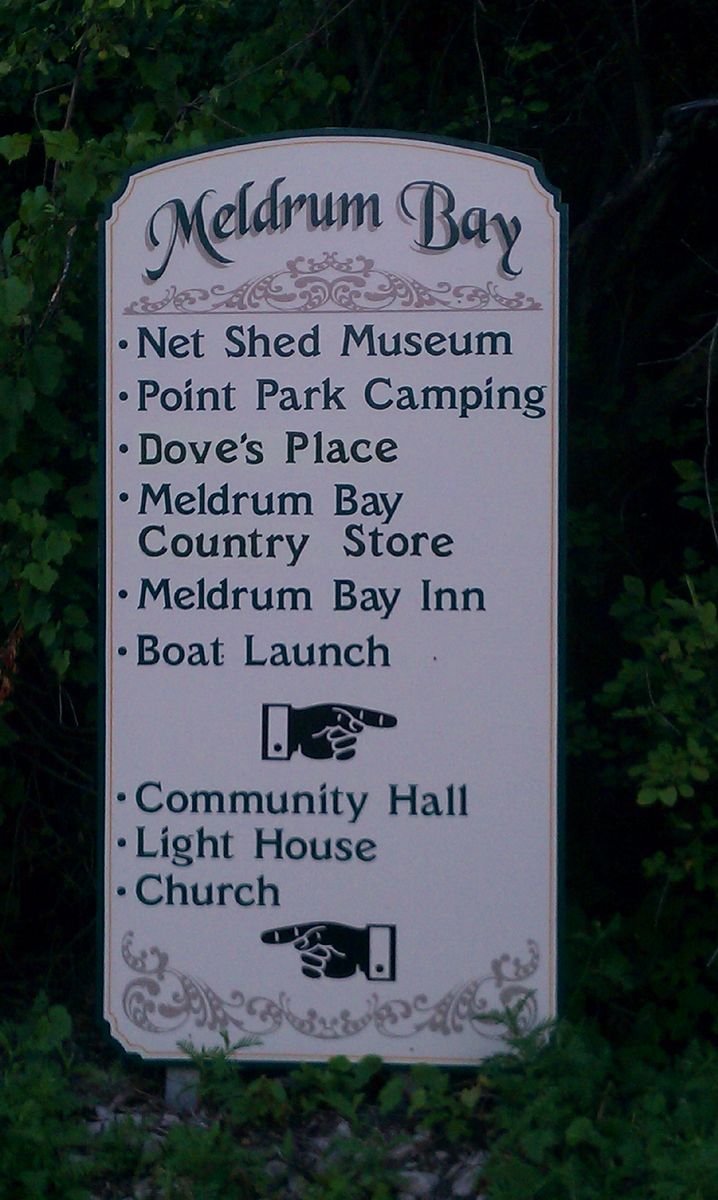 Meldrum Bay
• Net Shed Museum
• Point Park Camping
• Dove's Place
• Meldrum Bay
Country Store
• Meldrum Bay Inn
• Boat Launch
• Community Hall
• Light House
• Church